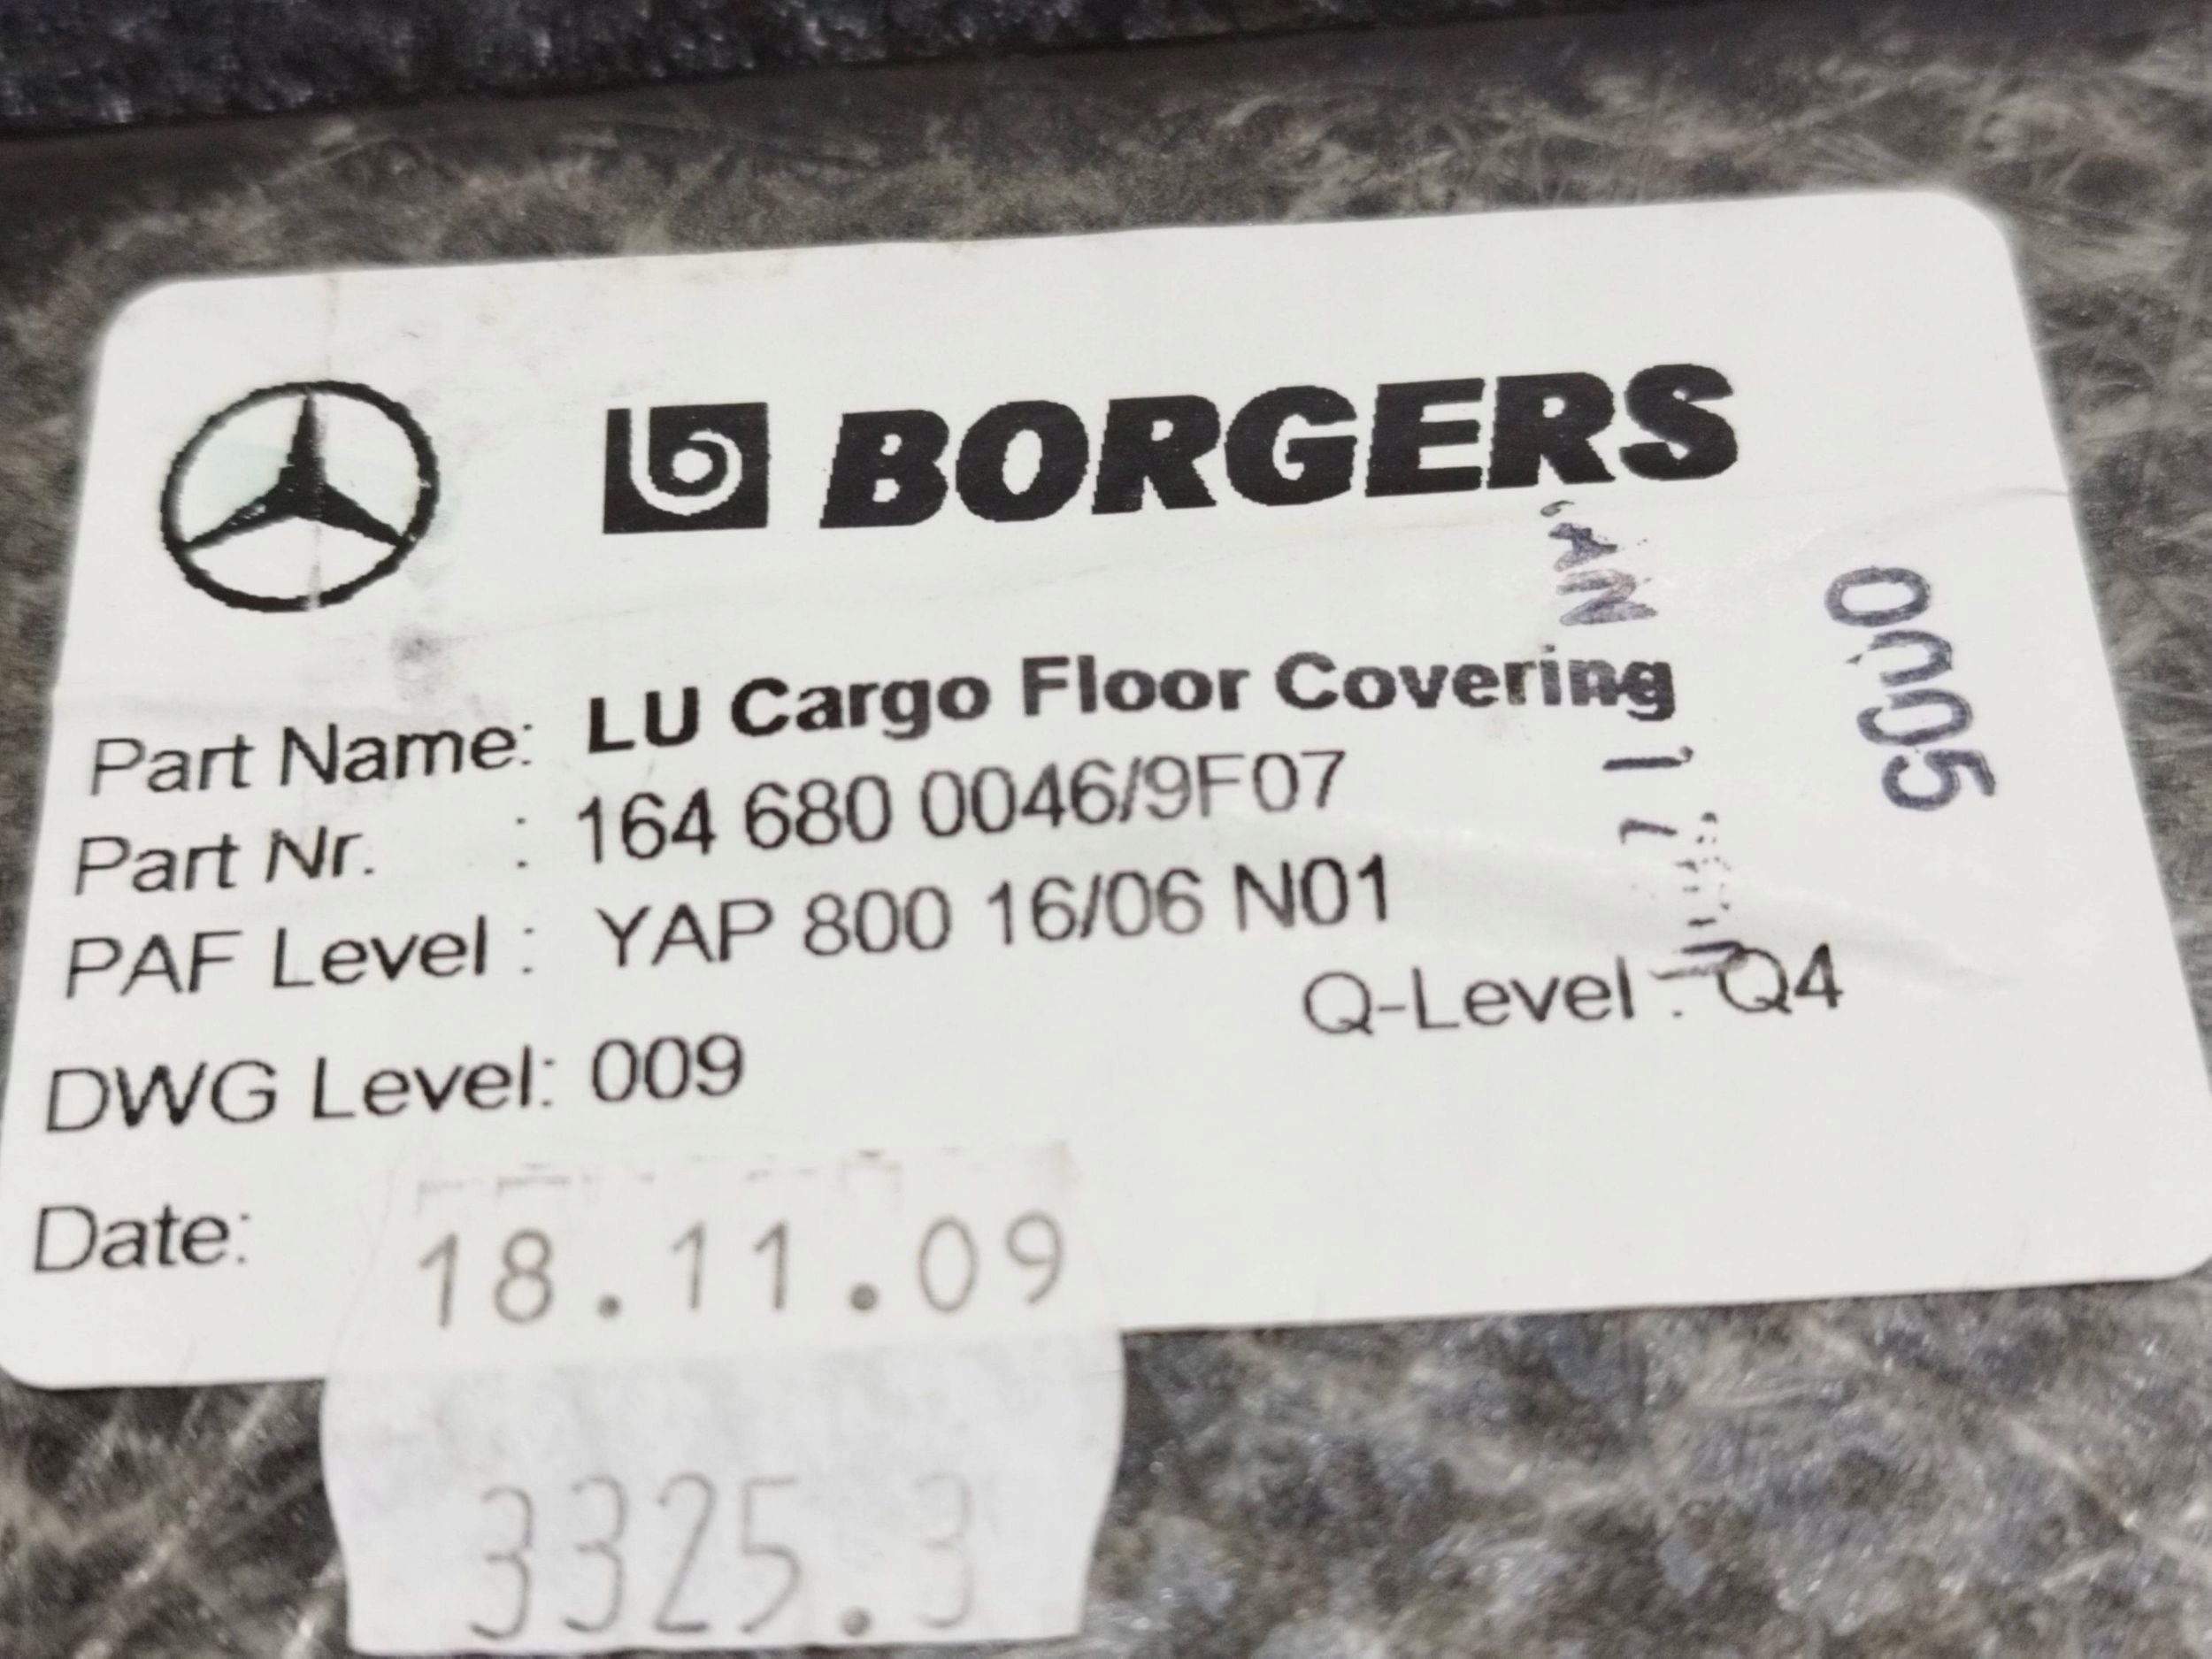 BORGERS
Part Name: LU Cargo Floor Covering
Part Nr. : 164 680 0046/9F07
PAF Level : YAP 800 16/06 N01
Q-Level : Q4
DWG Level: 009
Date: 18.11.09
3325.3
0005